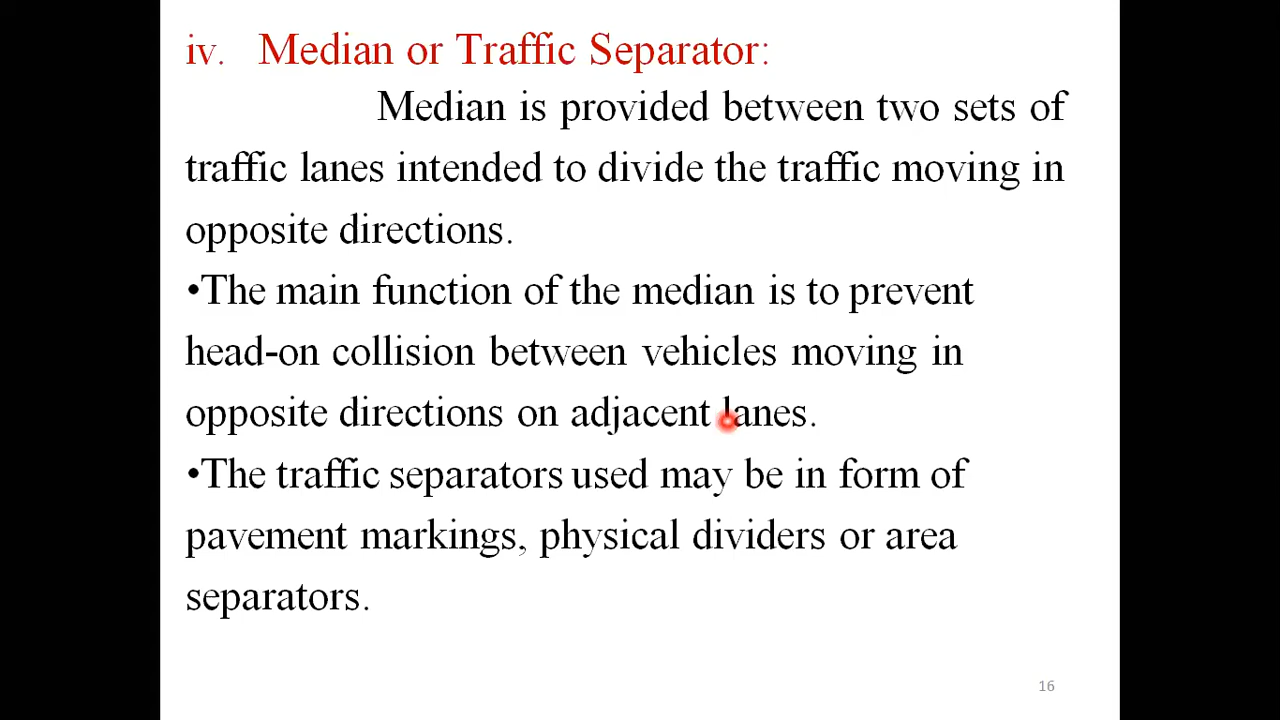 iv. Median or Traffic Separator:
Median is provided between two sets of
traffic lanes intended to divide the traffic moving in
opposite directions.
•The main function of the median is to prevent
head-on collision between vehicles moving in
opposite directions on adjacent lanes.
•The traffic separators used may be in form of
pavement markings, physical dividers or area
separators.
16